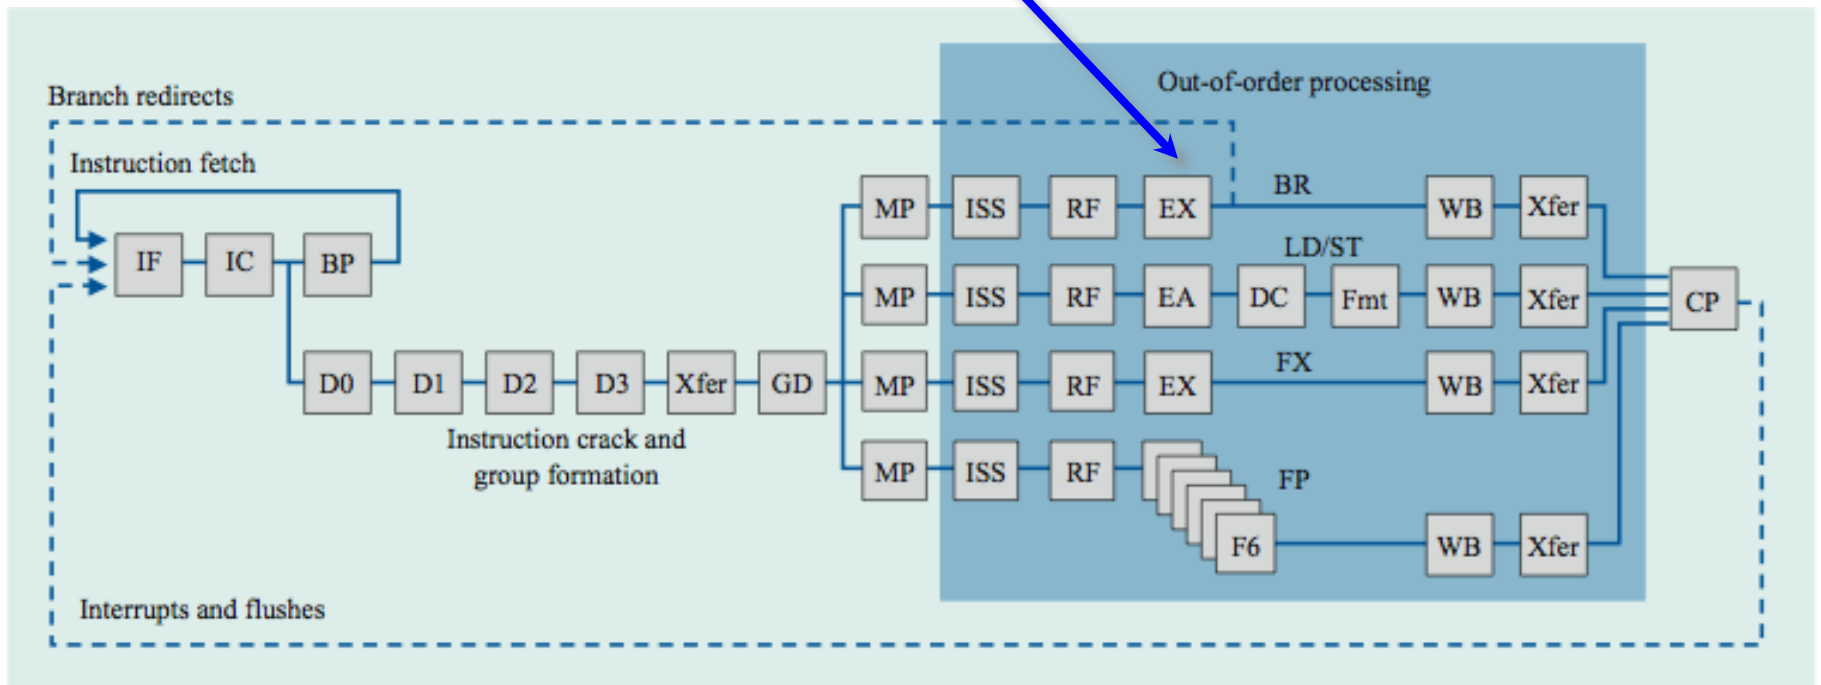 Out-of-order processing
Branch redirects
Instruction fetch
MP ISS RF EX BR WB Xfer
IF IC BP
LD/ST
MP ISS RF EA DC Fmt WB Xfer
CP
D0 D1 D2 D3 Xfer GD MP ISS RF EX FX WB Xfer
Instruction crack and
group formation
MP ISS RF FP
F6 WB Xfer
Interrupts and flushes